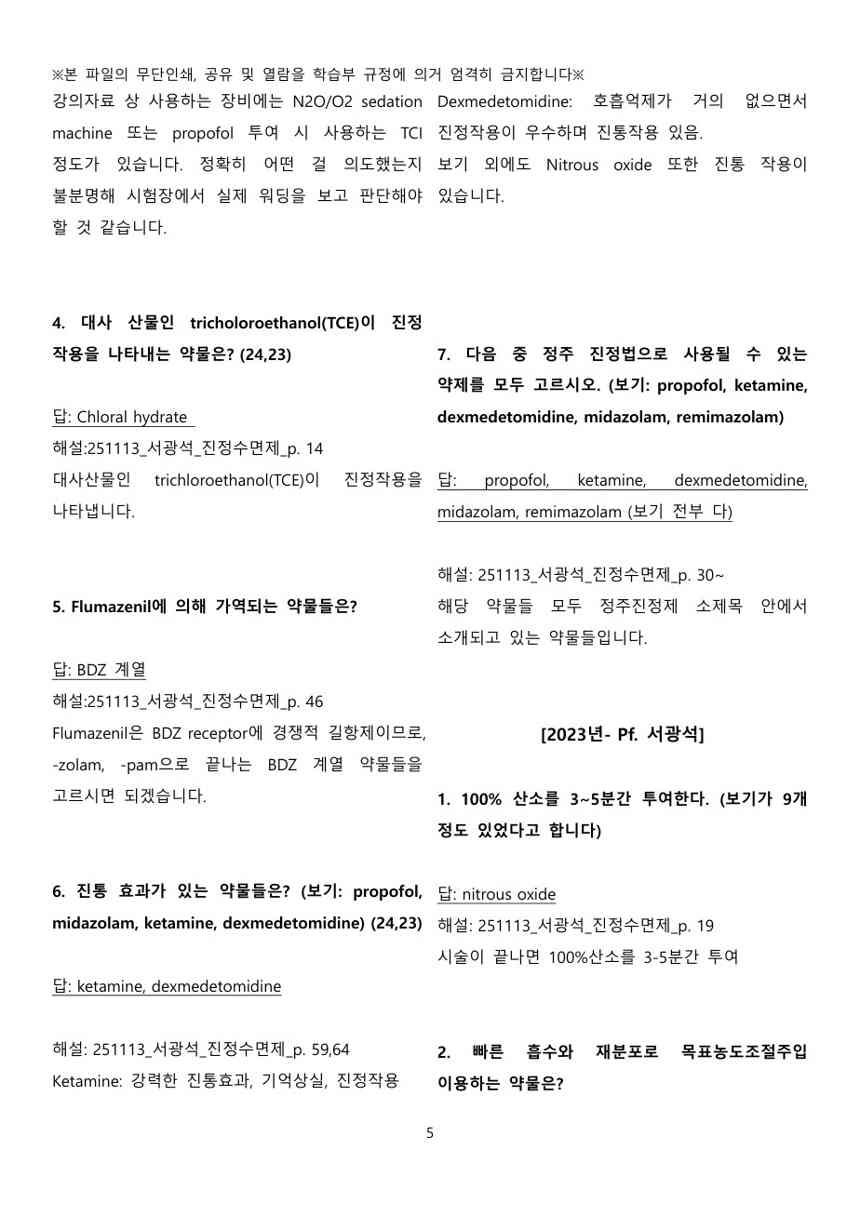 ※본 파일의 무단인쇄, 공유 및 열람을 학습부 규정에 의거 엄격히 금지합니다※
강의자료 상 사용하는 장비에는 N2O/O2 sedation
machine 또는 propofol 투여 시 사용하는 TCI
정도가 있습니다. 정확히 어떤 걸 의도했는지
불분명해 시험장에서 실제 워딩을 보고 판단해야
할 것 같습니다.
4. 대사 산물인 tricholoroethanol(TCE)이 진정
작용을 나타내는 약물은? (24,23)
답: Chloral hydrate
해설:251113_서광석_진정수면제_p. 14
대사산물인 trichloroethanol(TCE)이 진정작용을
나타냅니다.
5. Flumazenil에 의해 가역되는 약물들은?
답: BDZ 계열
해설:251113_서광석_진정수면제_p. 46
Flumazenil은 BDZ receptor에 경쟁적 길항제이므로,
-zolam, -pam으로 끝나는 BDZ 계열 약물들을
고르시면 되겠습니다.
6. 진통 효과가 있는 약물들은? (보기: propofol,
midazolam, ketamine, dexmedetomidine) (24,23)
답: ketamine, dexmedetomidine
해설: 251113_서광석_진정수면제_p. 59,64
Ketamine: 강력한 진통효과, 기억상실, 진정작용
Dexmedetomidine: 호흡억제가 거의 없으면서
진정작용이 우수하며 진통작용 있음.
보기 외에도 Nitrous oxide 또한 진통 작용이
있습니다.
7. 다음 중 정주 진정법으로 사용될 수 있는
약제를 모두 고르시오. (보기: propofol, ketamine,
dexmedetomidine, midazolam, remimazolam)
답: propofol, ketamine, dexmedetomidine,
midazolam, remimazolam (보기 전부 다)
해설: 251113_서광석_진정수면제_p. 30~
해당 약물들 모두 정주진정제 소제목 안에서
소개되고 있는 약물들입니다.
[2023년- Pf. 서광석]
1. 100% 산소를 3~5분간 투여한다. (보기가 9개
정도 있었다고 합니다)
답: nitrous oxide
해설: 251113_서광석_진정수면제_p. 19
시술이 끝나면 100%산소를 3-5분간 투여
2. 빠른 흡수와 재분포로 목표농도조절주입
이용하는 약물은?
5